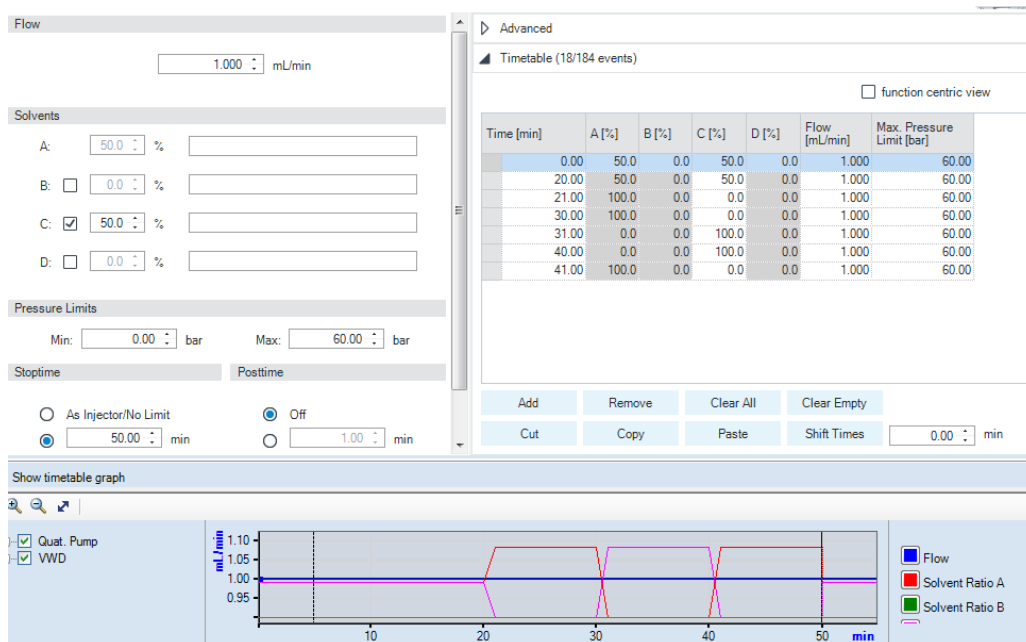 Flow
1.000 mL/min
Solvents
A: 50.0 %
B: 0.0 %
C: 50.0 %
D: 0.0 %
Pressure Limits
Min: 0.00 bar Max: 60.00 bar
Stoptime Posttime
As Injector/No Limit Off
50.00 min 1.00 min
Advanced
Timetable (18/184 events)
function centric view
Time [min] A [%] B [%] C [%] D [%] Flow [mL/min] Max. Pressure Limit [bar]
0.00 50.0 0.0 50.0 0.0 1.000 60.00
20.00 50.0 0.0 50.0 0.0 1.000 60.00
21.00 100.0 0.0 0.0 0.0 1.000 60.00
30.00 100.0 0.0 0.0 0.0 1.000 60.00
31.00 0.0 0.0 100.0 0.0 1.000 60.00
40.00 0.0 0.0 100.0 0.0 1.000 60.00
41.00 100.0 0.0 0.0 0.0 1.000 60.00
Add Remove Clear All Clear Empty
Cut Copy Paste Shift Times 0.00 min
Show timetable graph
Quat. Pump
VWD
mL/min
1.10
1.05
1.00
0.95
10 20 30 40 50 min
Flow
Solvent Ratio A
Solvent Ratio B